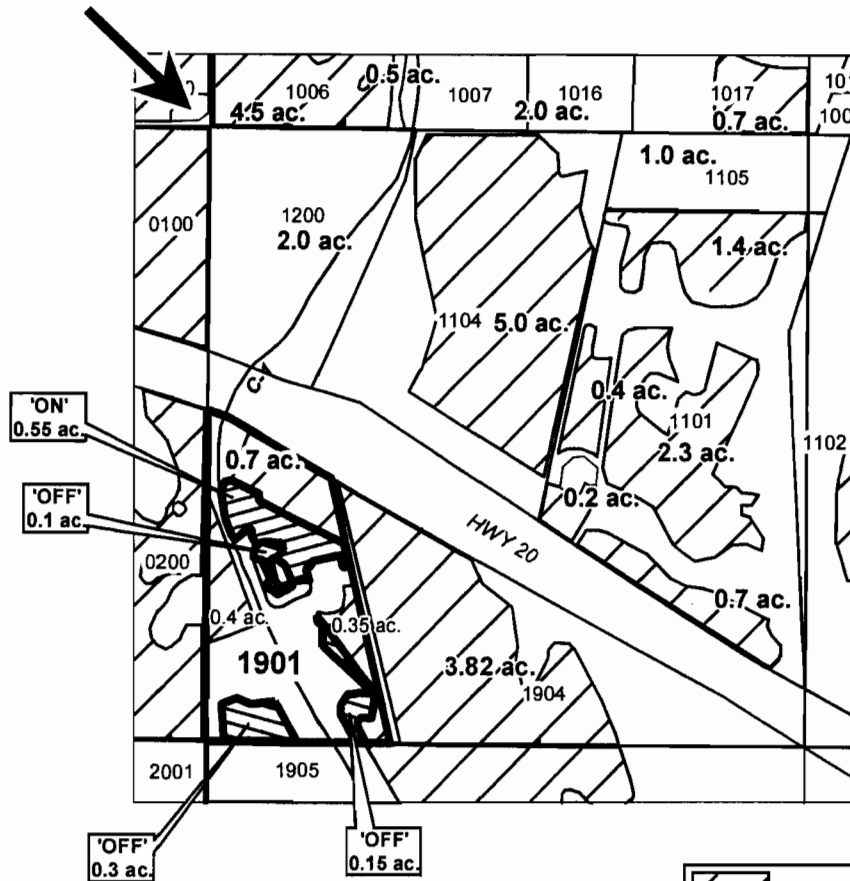 1006
0.5 ac.
4.5 ac.
1007
1016
2.0 ac.
1017
0.7 ac.
1.0 ac.
1105
0100
1200
2.0 ac.
1.4 ac.
1104
5.0 ac.
0.4 ac.
1101
2.3 ac.
1102
'ON'
0.55 ac.
0.7 ac.
'OFF'
0.1 ac.
0.2 ac.
HWY 20
0200
0.4 ac.
0.35 ac.
0.7 ac.
1901
3.82 ac.
1904
2001
1905
'OFF'
0.3 ac.
'OFF'
0.15 ac.